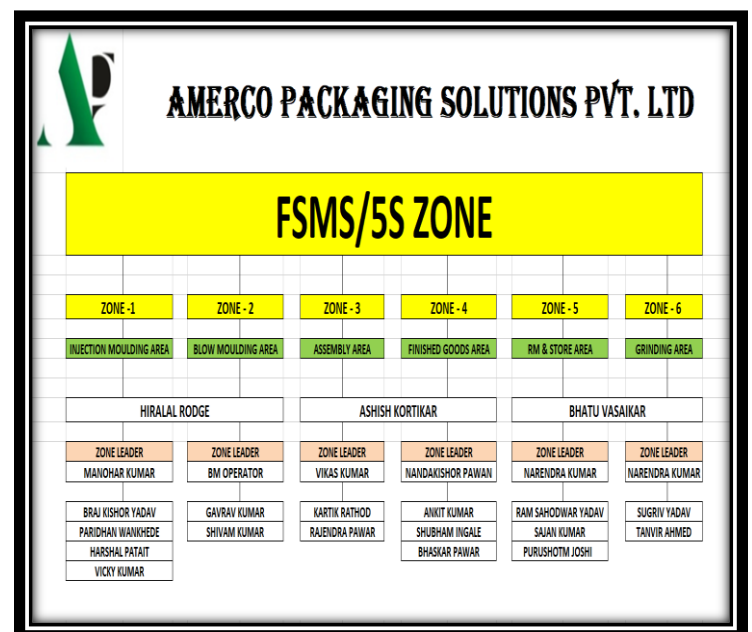 AMERCO PACKAGING SOLUTIONS PVT. LTD
FSMS/5S ZONE
ZONE -1 ZONE - 2 ZONE - 3 ZONE - 4 ZONE - 5 ZONE - 6
INJECTION MOULDING AREA BLOW MOULDING AREA ASSEMBLY AREA FINISHED GOODS AREA RM & STORE AREA GRINDING AREA
HIRALAL RODGE ASHISH KORTIKAR BHATU VASAIKAR
ZONE LEADER ZONE LEADER ZONE LEADER ZONE LEADER ZONE LEADER ZONE LEADER
MANOHAR KUMAR BM OPERATOR VIKAS KUMAR NANDAKISHOR PAWAN NARENDRA KUMAR NARENDRA KUMAR
BRAJ KISHOR YADAV GAVRAV KUMAR KARTIK RATHOD ANKIT KUMAR RAM SAHODWAR YADAV SUGRIV YADAV
PARIDHAN WANKHEDE SHIVAM KUMAR RAJENDRA PAWAR SHUBHAM INGALE SAJAN KUMAR TANVIR AHMED
HARSHAL PATAIT BHASKAR PAWAR PURUSHOTM JOSHI
VICKY KUMAR